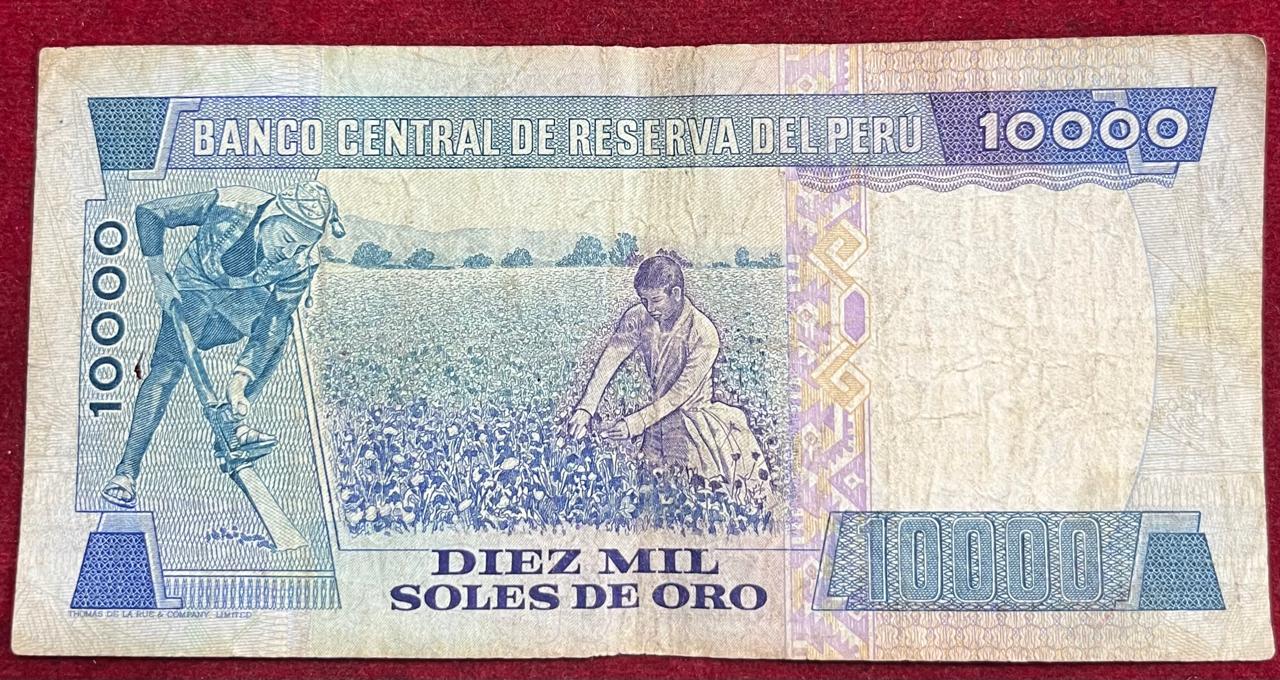 BANCO CENTRAL DE RESERVA DEL PERÚ 10000
10000
DIEZ MIL
SOLES DE ORO
10000
THOMAS DE LA RUE & COMPANY, LIMITED